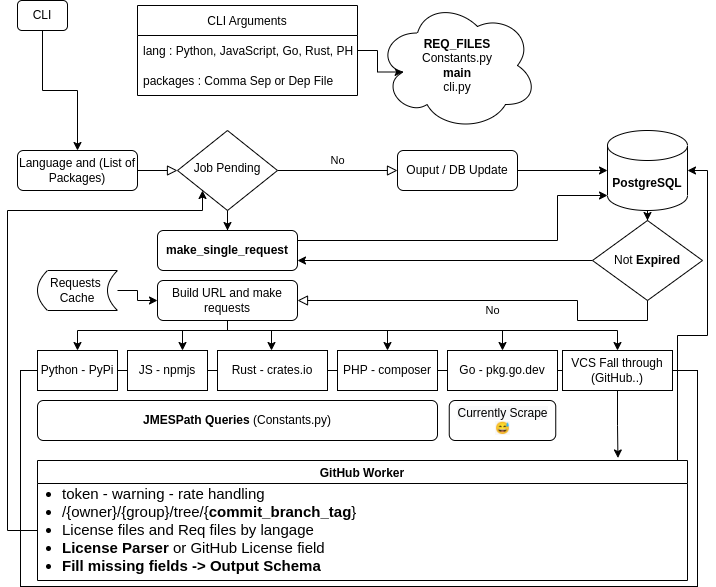 CLI
CLI Arguments
lang : Python, JavaScript, Go, Rust, PH
packages : Comma Sep or Dep File
REQ_FILES
Constants.py
main
cli.py
Language and (List of
Packages)
Job Pending
No
Ouput / DB Update
PostgreSQL
make_single_request
Not Expired
Requests
Cache
Build URL and make
requests
No
Python - PyPi
JS - npmjs
Rust - crates.io
PHP - composer
Go - pkg.go.dev
VCS Fall through
(GitHub..)
JMESPath Queries (Constants.py)
Currently Scrape
😅
GitHub Worker
• token - warning - rate handling
• /{owner}/{group}/tree/{commit_branch_tag}
• License files and Req files by langage
• License Parser or GitHub License field
• Fill missing fields -> Output Schema